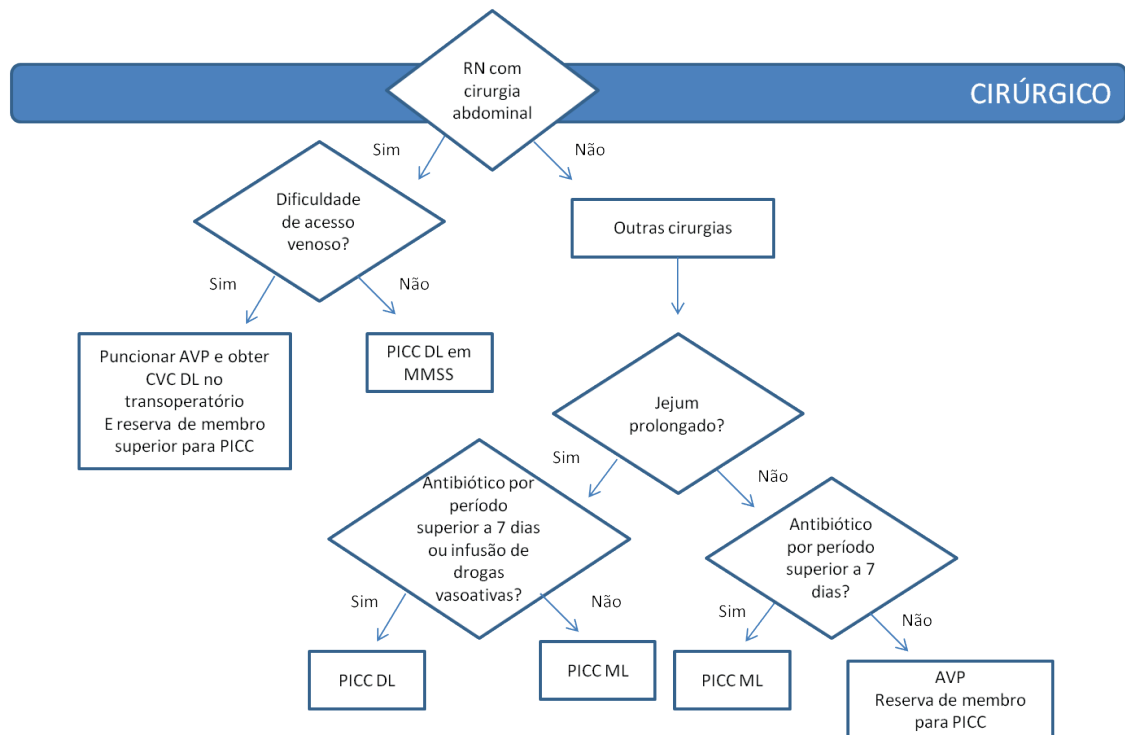 RN com
cirurgia
abdominal
CIRÚRGICO
Sim
Não
Dificuldade
de acesso
venoso?
Outras cirurgias
Sim
Não
Puncionar AVP e obter
CVC DL no
transoperatório
E reserva de membro
superior para PICC
PICC DL em
MMSS
Jejum
prolongado?
Sim
Não
Antibiótico por
período
superior a 7 dias
ou infusão de
drogas
vasoativas?
Antibiótico
por período
superior a 7
dias?
Sim
Não
Sim
Não
PICC DL
PICC ML
PICC ML
AVP
Reserva de membro
para PICC